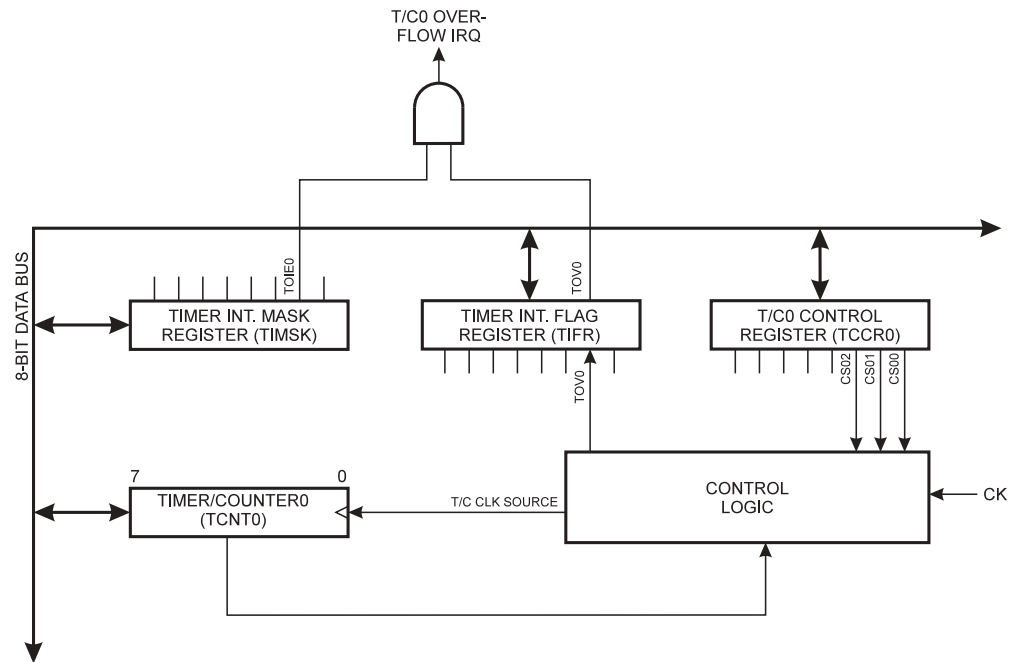 T/C0 OVER-
FLOW IRQ
8-BIT DATA BUS
TOIE0
TOV0
TIMER INT. MASK
REGISTER (TIMSK)
TIMER INT. FLAG
REGISTER (TIFR)
T/C0 CONTROL
REGISTER (TCCR0)
TOV0
CS02
CS01
CS00
7
0
TIMER/COUNTER0
(TCNT0)
T/C CLK SOURCE
CONTROL
LOGIC
CK